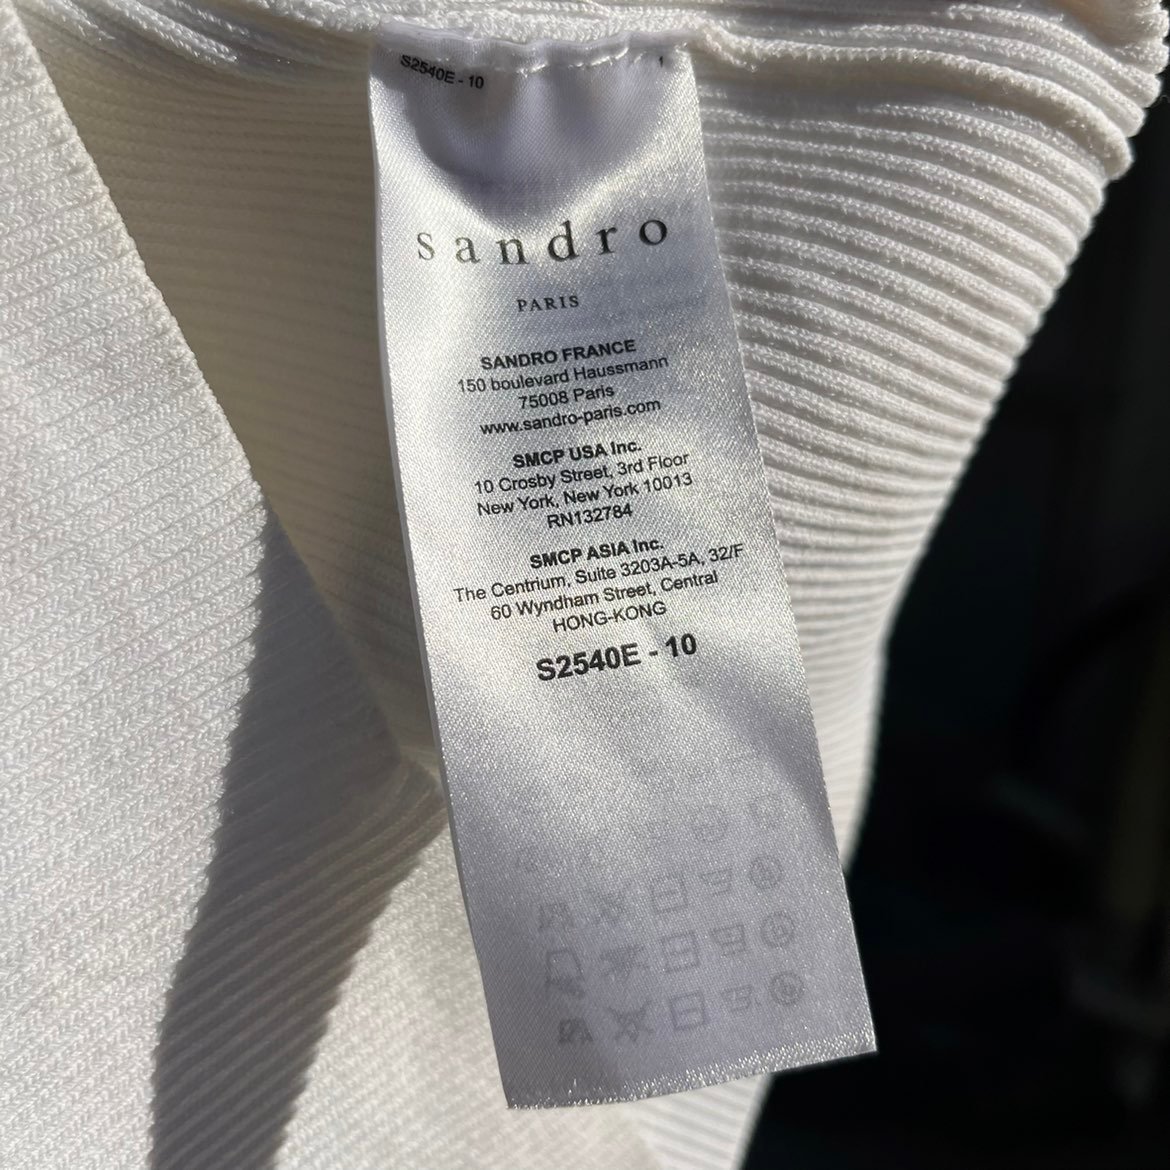 S2540E - 10
1
sandro
PARIS
SANDRO FRANCE
150 boulevard Haussmann
75008 Paris
www.sandro-paris.com
SMCP USA Inc.
10 Crosby Street, 3rd Floor
New York, New York 10013
RN132784
SMCP ASIA Inc.
The Centrium, Suite 3203A-5A, 32/F
60 Wyndham Street, Central
HONG-KONG
S2540E - 10